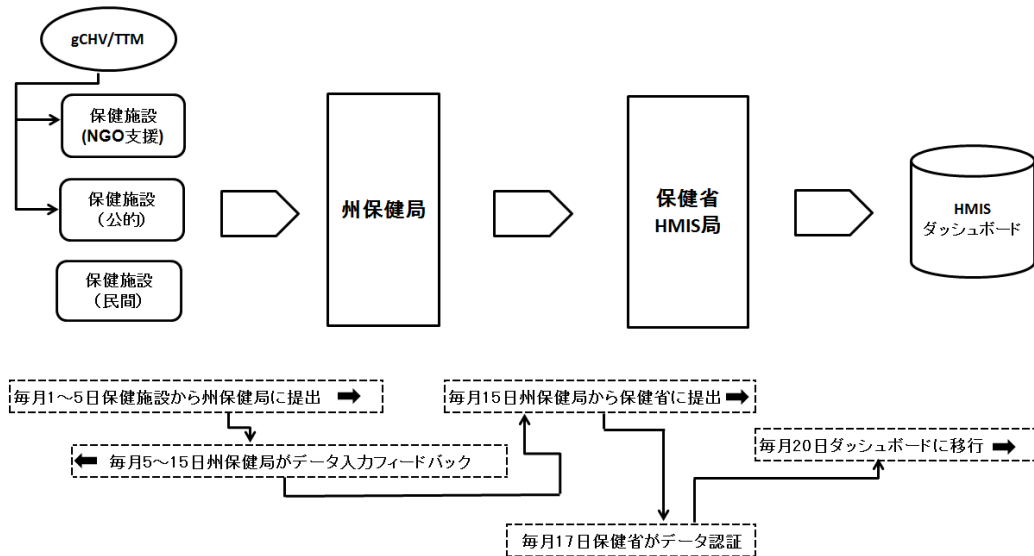 gCHV/TTM
保健施設
(NGO支援)
保健施設
（公的）
保健施設
（民間）
州保健局
保健省
HMIS局
HMIS
ダッシュボード
毎月1～5日保健施設から州保健局に提出
毎月15日州保健局から保健省に提出
毎月5～15日州保健局がデータ入力フィードバック
毎月20日ダッシュボードに移行
毎月17日保健省がデータ認証